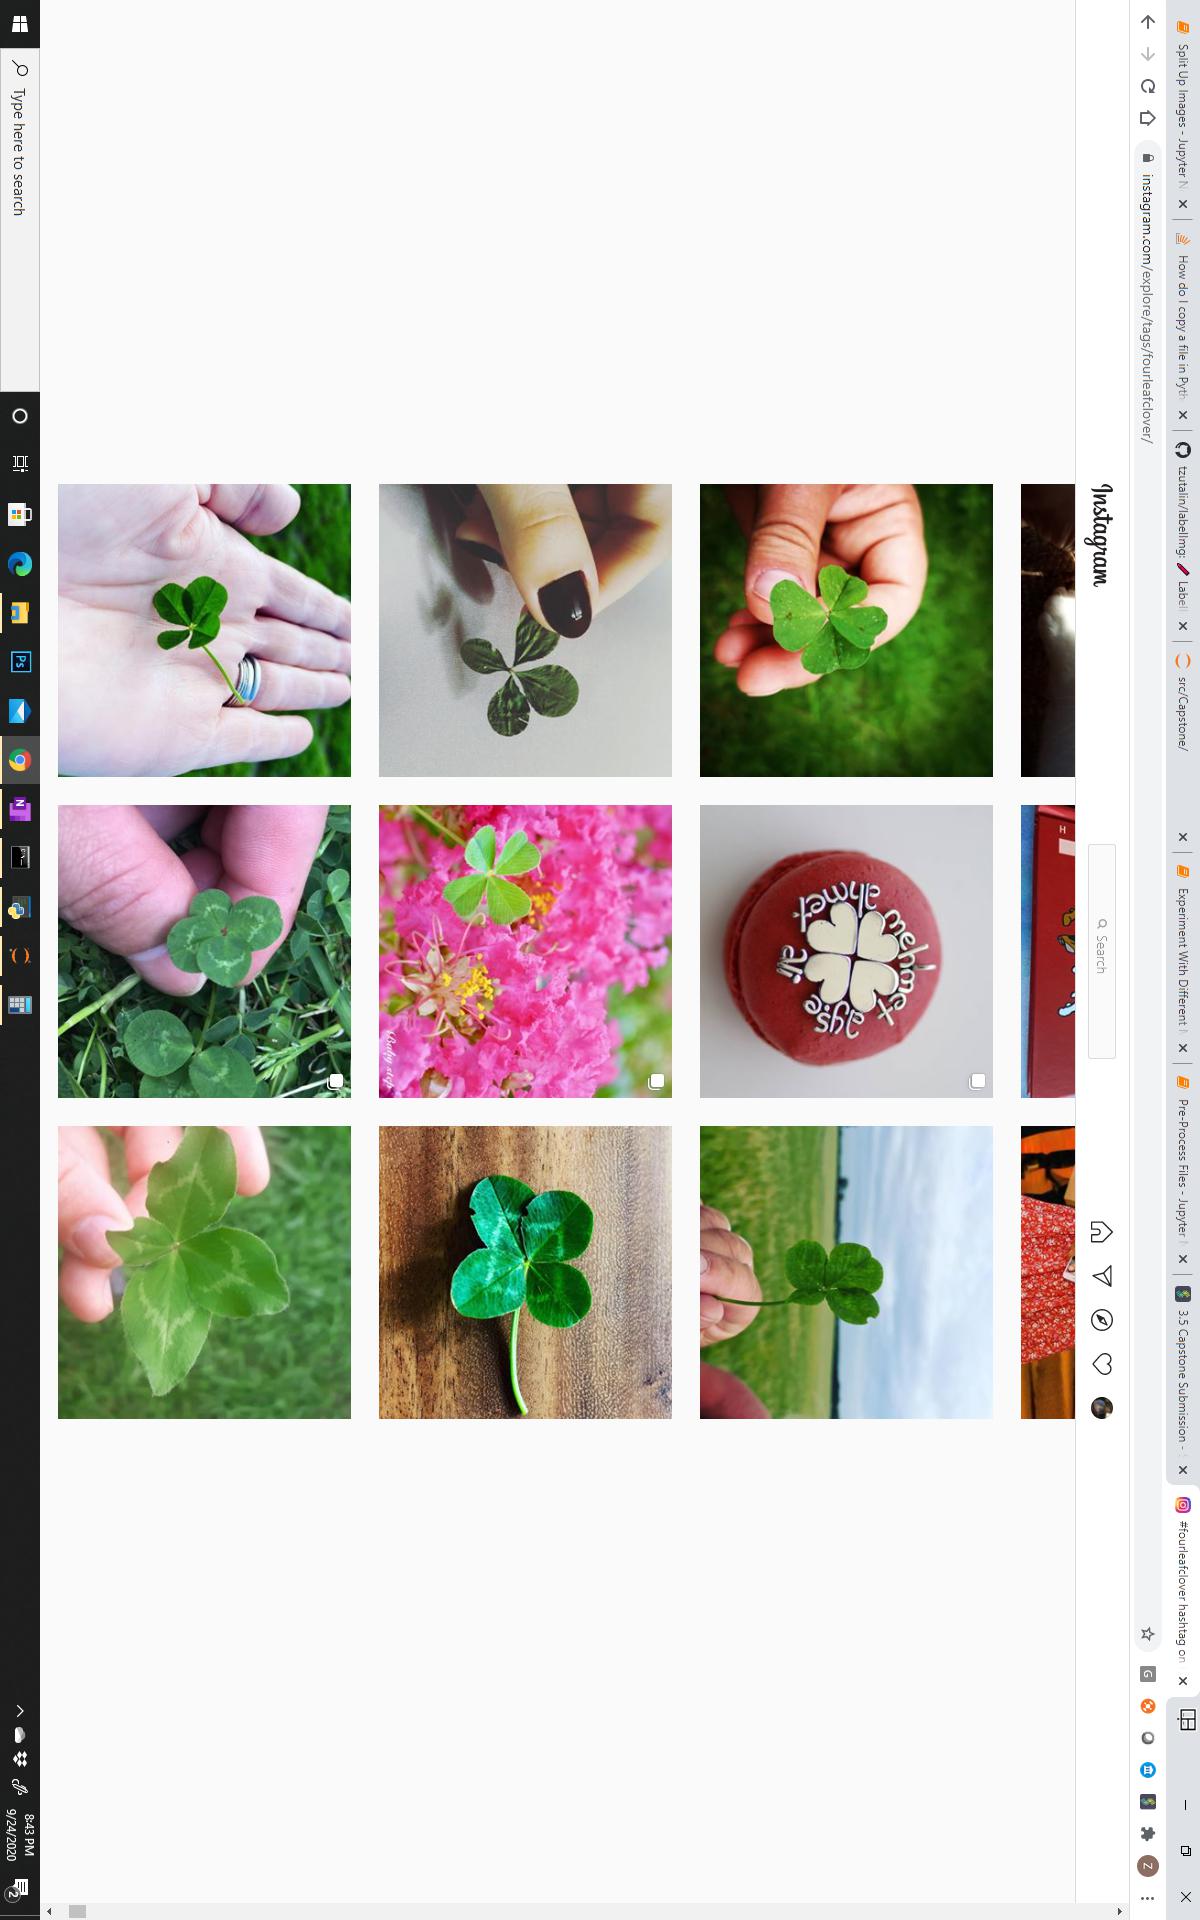 Split Up Images - Jupyter N
How do I copy a file in Pyth
tzutalin/labelImg: Label
src/Capstone/
Experiment With Different
Pre-Process Files - Jupyter
3.5 Capstone Submission -
#fourleafclover hashtag on
instagram.com/explore/tags/fourleafclover/
G
Z
Instagram
Search
H
mehmet
ayşe
ali
ahmet
Baby step
Type here to search
Ps
N
8:43 PM
9/24/2020
2